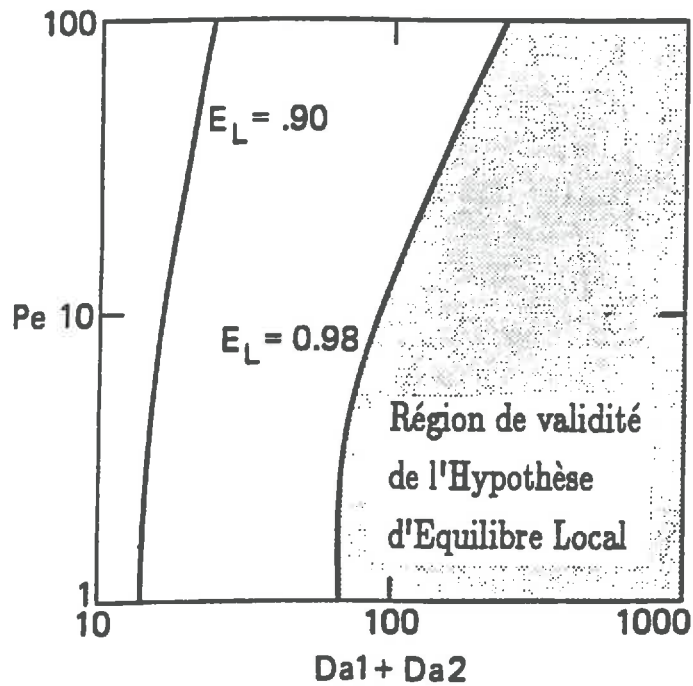 100
E_L = .90
Pe 10
E_L = 0.98
Région de validité
de l'Hypothèse
d'Equilibre Local
1
10 100 1000
Da1 + Da2